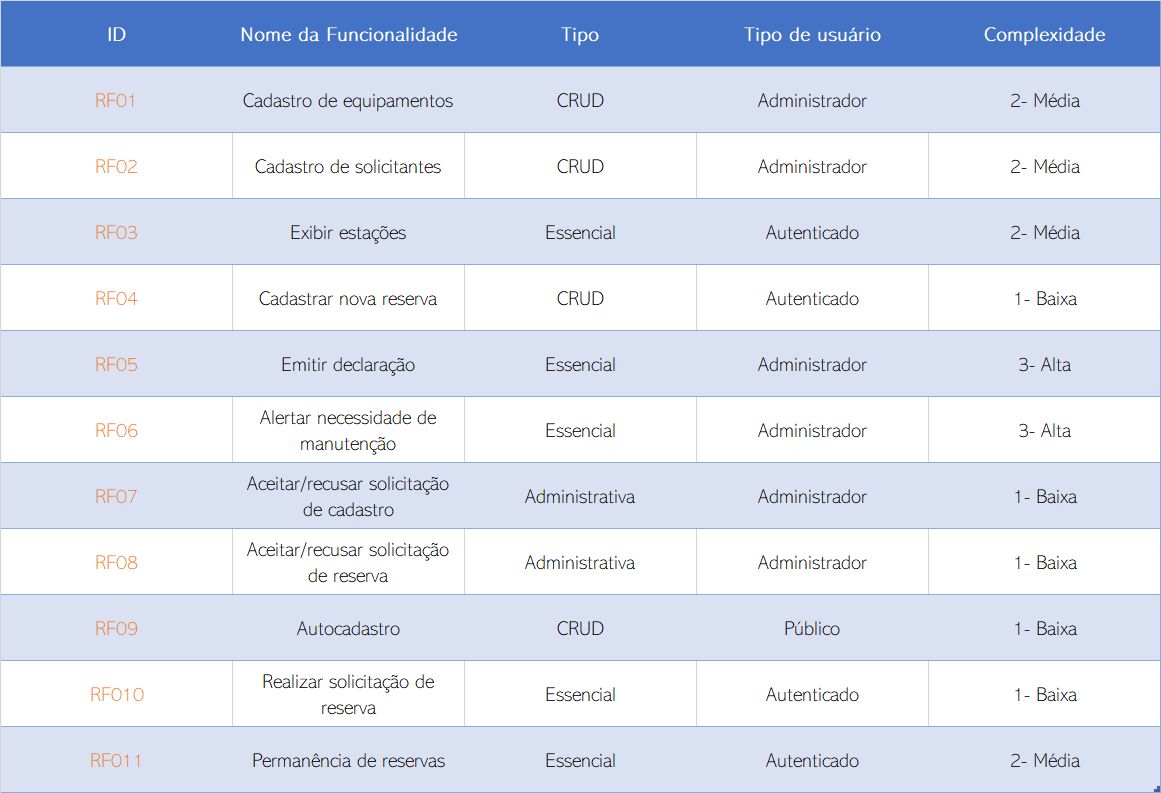 ID Nome da Funcionalidade Tipo Tipo de usuário Complexidade
RF01 Cadastro de equipamentos CRUD Administrador 2- Média
RF02 Cadastro de solicitantes CRUD Administrador 2- Média
RF03 Exibir estações Essencial Autenticado 2- Média
RF04 Cadastrar nova reserva CRUD Autenticado 1- Baixa
RF05 Emitir declaração Essencial Administrador 3- Alta
RF06 Alertar necessidade de
manutenção Essencial Administrador 3- Alta
RF07 Aceitar/recusar solicitação
de cadastro Administrativa Administrador 1- Baixa
RF08 Aceitar/recusar solicitação
de reserva Administrativa Administrador 1- Baixa
RF09 Autocadastro CRUD Público 1- Baixa
RF010 Realizar solicitação de
reserva Essencial Autenticado 1- Baixa
RF011 Permanência de reservas Essencial Autenticado 2- Média